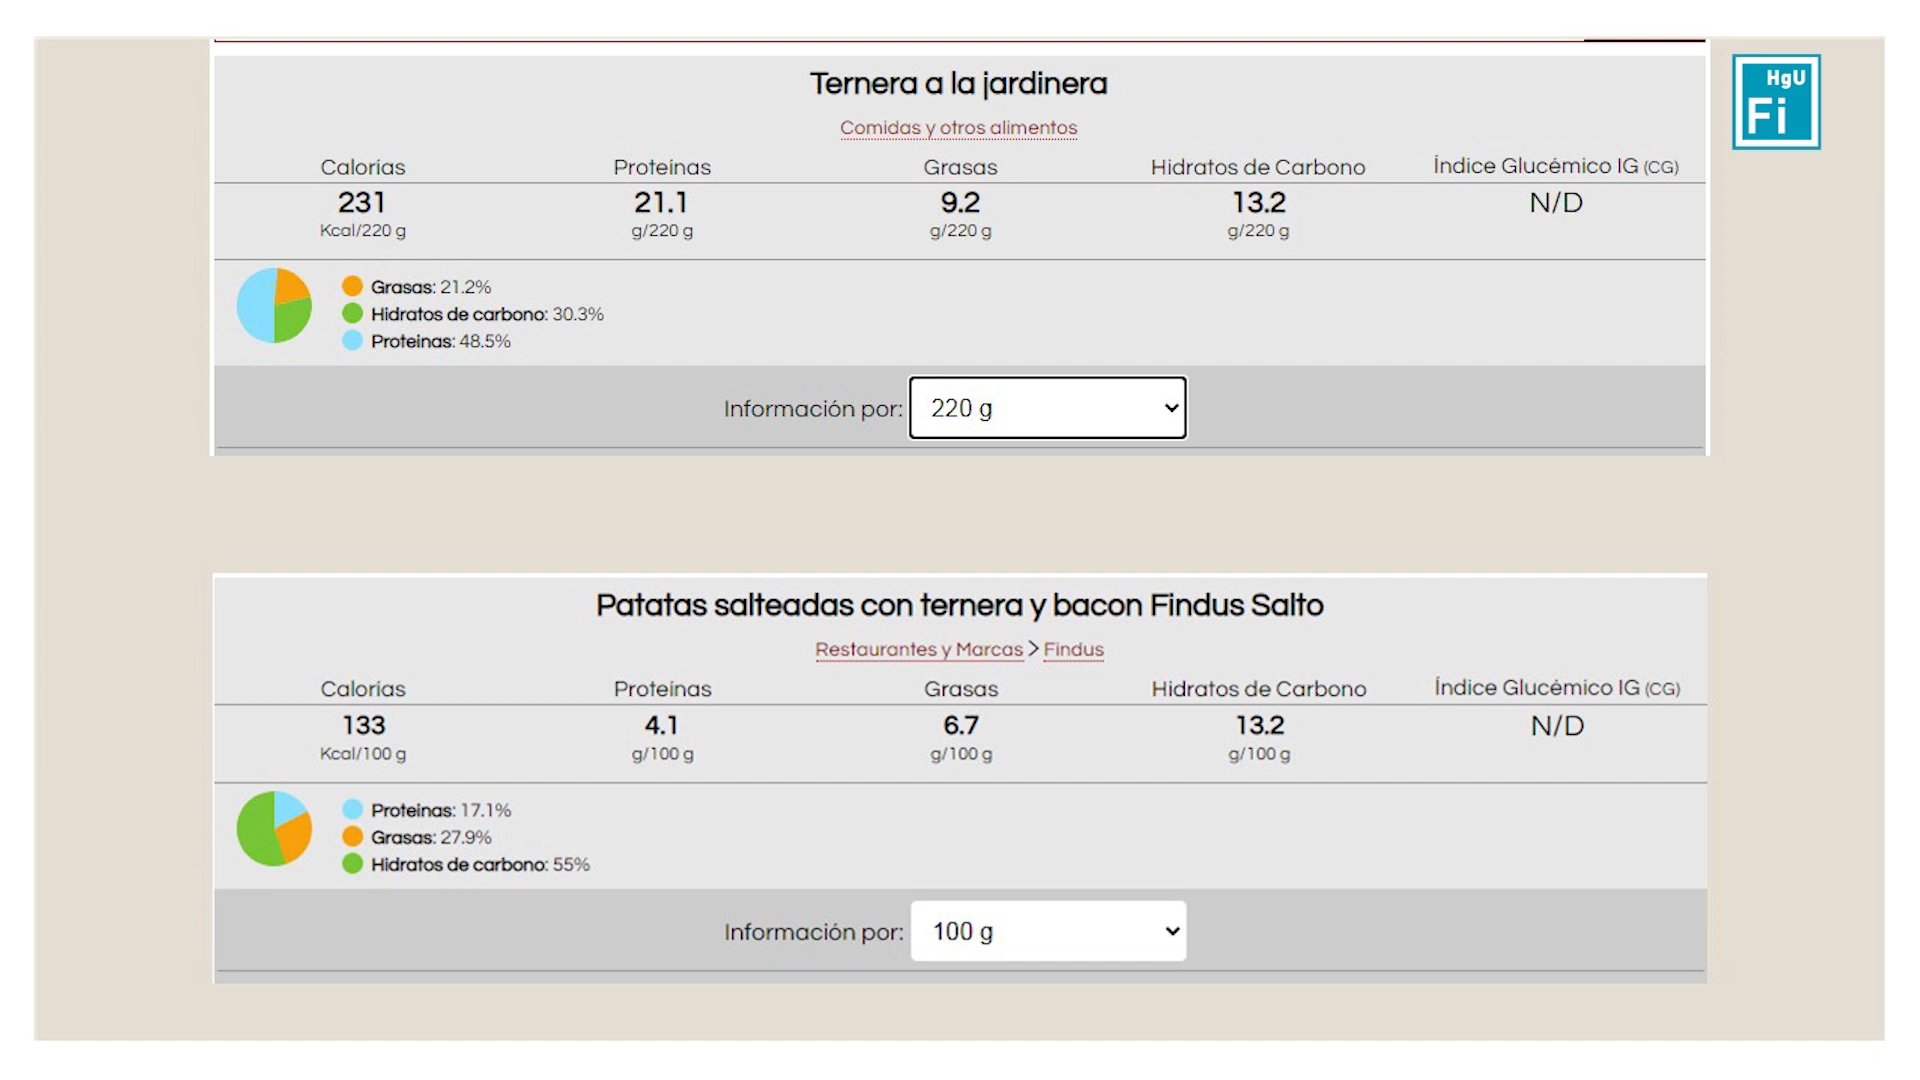 HgU
Fi
Ternera a la jardinera
Comidas y otros alimentos
Calorías Proteínas Grasas Hidratos de Carbono Índice Glucémico IG (CG)
231 21.1 9.2 13.2 N/D
Kcal/220 g g/220 g g/220 g g/220 g
Grasas: 21.2%
Hidratos de carbono: 30.3%
Proteinas: 48.5%
Información por: 220 g
Patatas salteadas con ternera y bacon Findus Salto
Restaurantes y Marcas > Findus
Calorías Proteínas Grasas Hidratos de Carbono Índice Glucémico IG (CG)
133 4.1 6.7 13.2 N/D
Kcal/100 g g/100 g g/100 g g/100 g
Proteinas: 17.1%
Grasas: 27.9%
Hidratos de carbono: 55%
Información por: 100 g